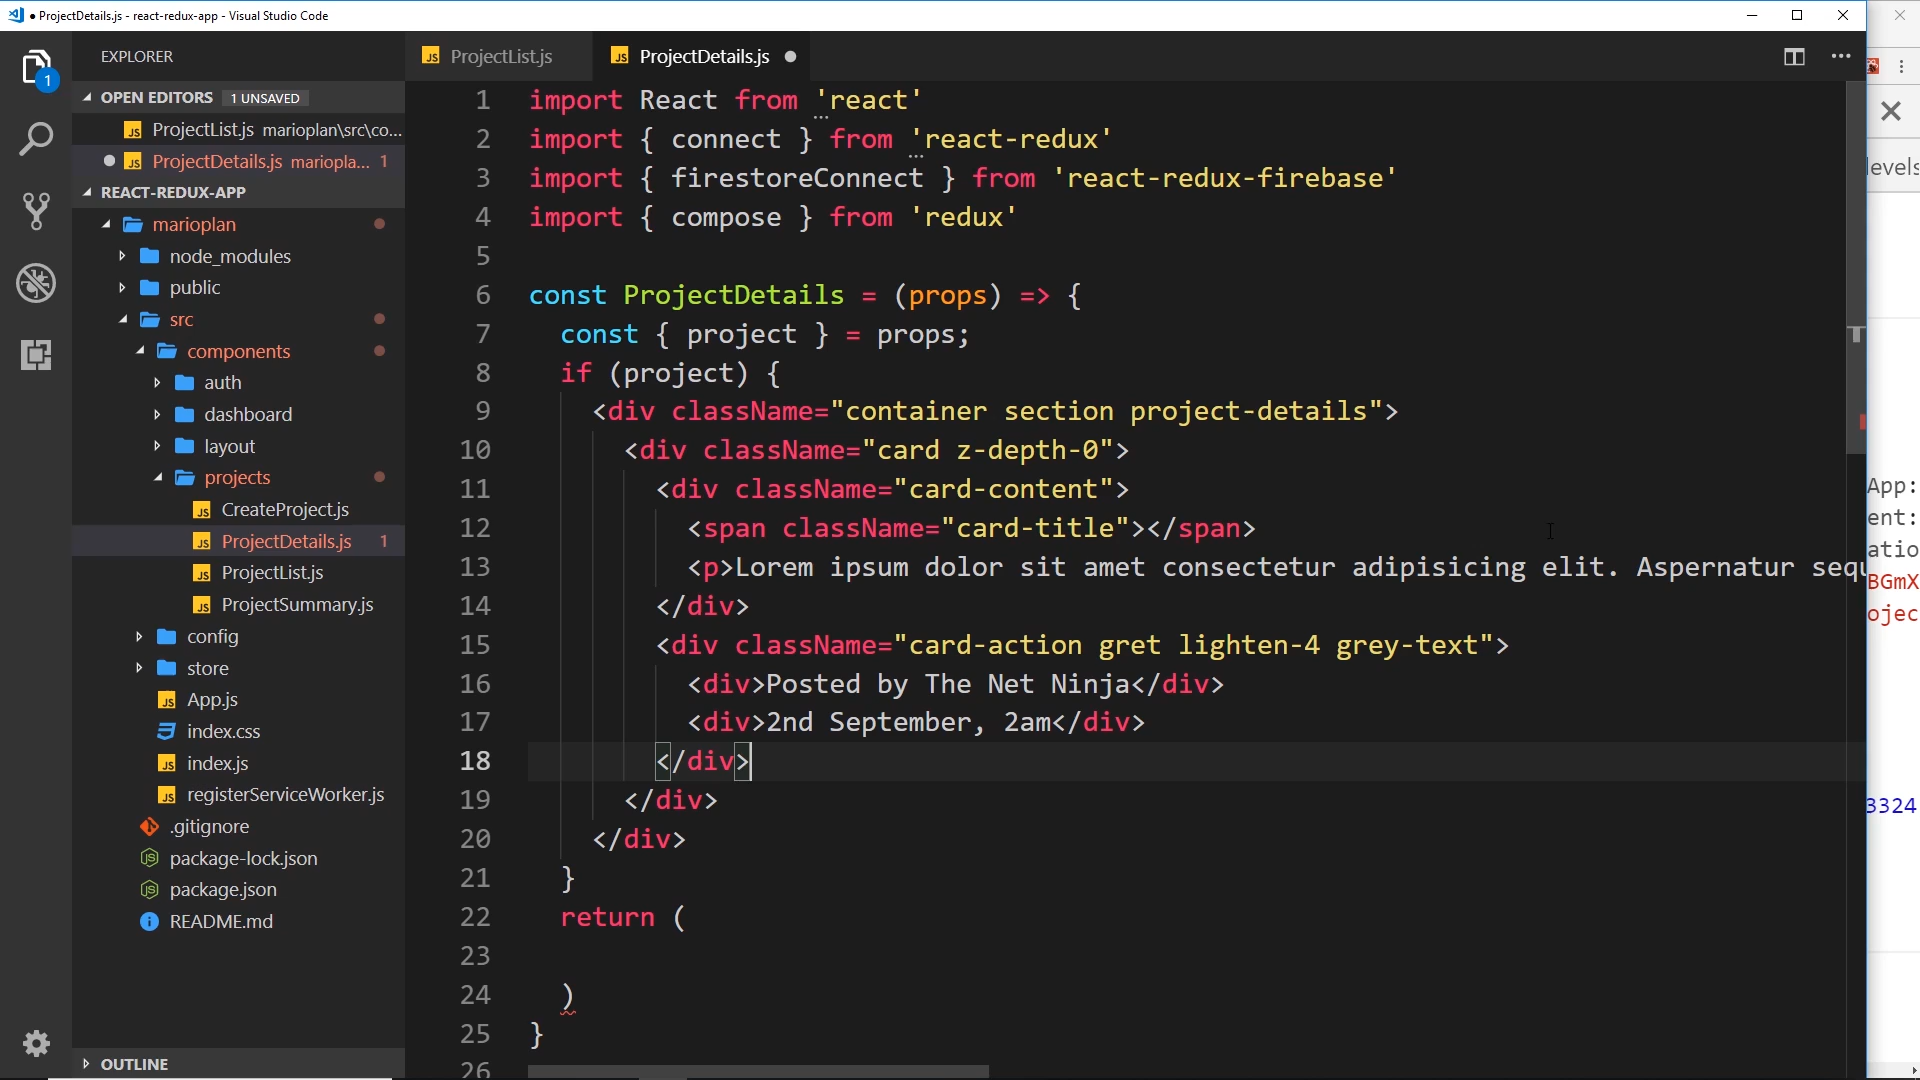 ProjectDetails.js - react-redux-app - Visual Studio Code
EXPLORER
OPEN EDITORS 1 UNSAVED
ProjectList.js marioplan\src\co...
ProjectDetails.js mariopla... 1
REACT-REDUX-APP
marioplan
node_modules
public
src
components
auth
dashboard
layout
projects
CreateProject.js
ProjectDetails.js 1
ProjectList.js
ProjectSummary.js
config
store
App.js
index.css
index.js
registerServiceWorker.js
.gitignore
package-lock.json
package.json
README.md
OUTLINE
1
ProjectList.js ProjectDetails.js
1 import React from 'react'
2 import { connect } from 'react-redux'
3 import { firestoreConnect } from 'react-redux-firebase'
4 import { compose } from 'redux'
5
6 const ProjectDetails = (props) => {
7 const { project } = props;
8 if (project) {
9 <div className="container section project-details">
10 <div className="card z-depth-0">
11 <div className="card-content">
12 <span className="card-title"></span>
13 <p>Lorem ipsum dolor sit amet consectetur adipisicing elit. Aspernatur sequ
14 </div>
15 <div className="card-action gret lighten-4 grey-text">
16 <div>Posted by The Net Ninja</div>
17 <div>2nd September, 2am</div>
18 </div>
19 </div>
20 </div>
21 }
22 return (
23
24 )
25 }
26
levels
App:
ent:
atio
BGmX
ojec
3324